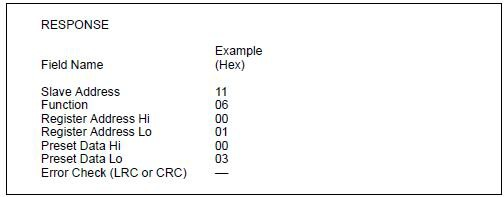 RESPONSE
Example
Field Name (Hex)
Slave Address 11
Function 06
Register Address Hi 00
Register Address Lo 01
Preset Data Hi 00
Preset Data Lo 03
Error Check (LRC or CRC) —